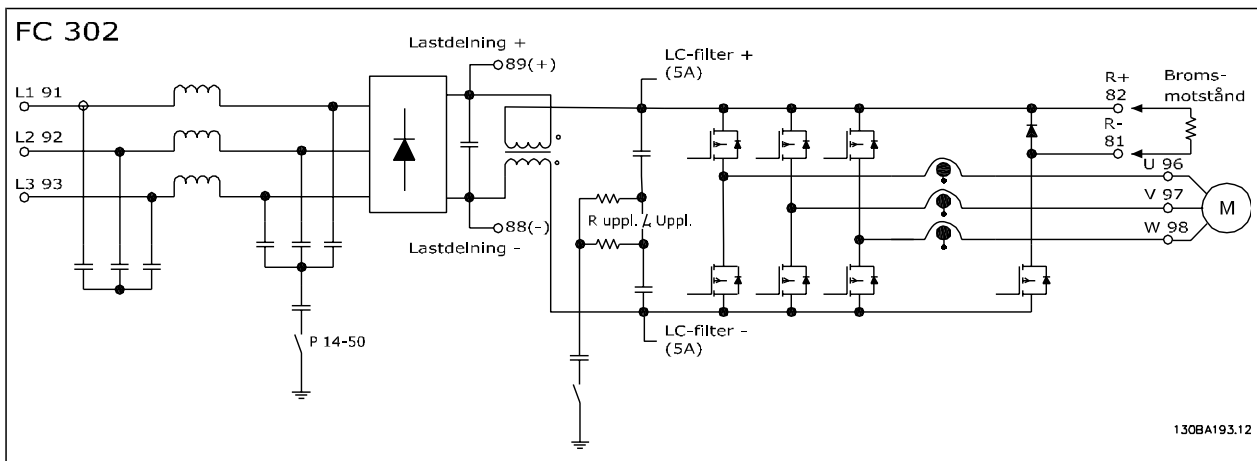 FC 302
Lastdelning +
89(+)
LC-filter +
(5A)
R+
82
Broms-
motstånd
R-
81
L1 91
L2 92
L3 93
U 96
V 97
W 98
M
R uppl.
Uppl.
88(-)
Lastdelning -
LC-filter -
(5A)
P 14-50
130BA193.12